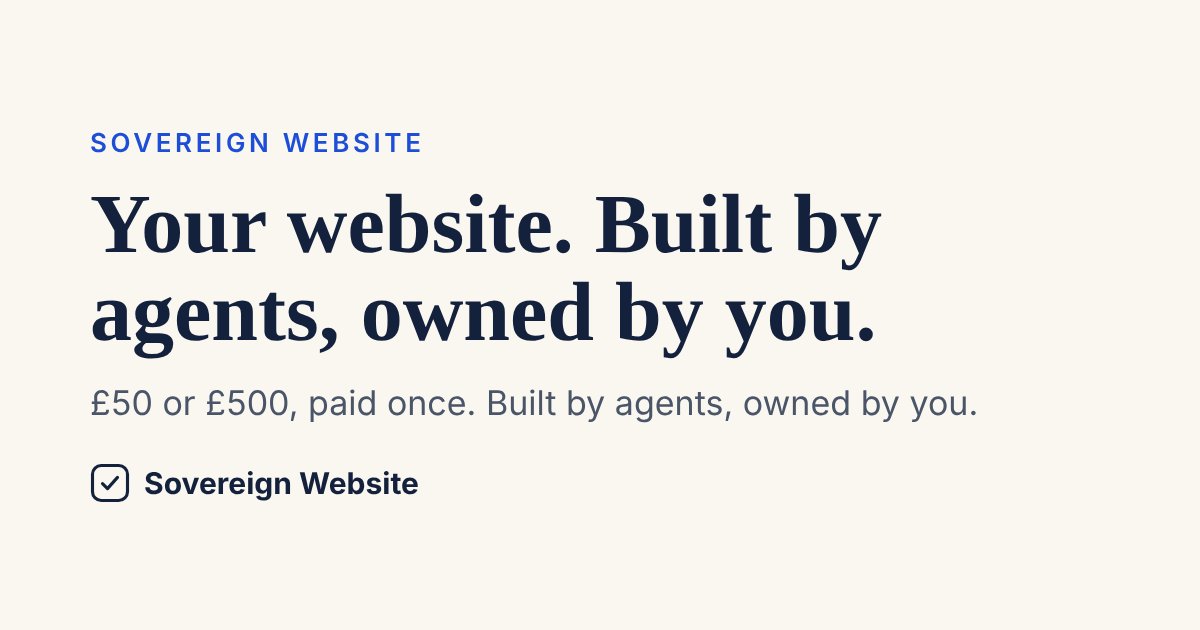 SOVEREIGN WEBSITE
Your website. Built by
agents, owned by you.
£50 or £500, paid once. Built by agents, owned by you.
Sovereign Website